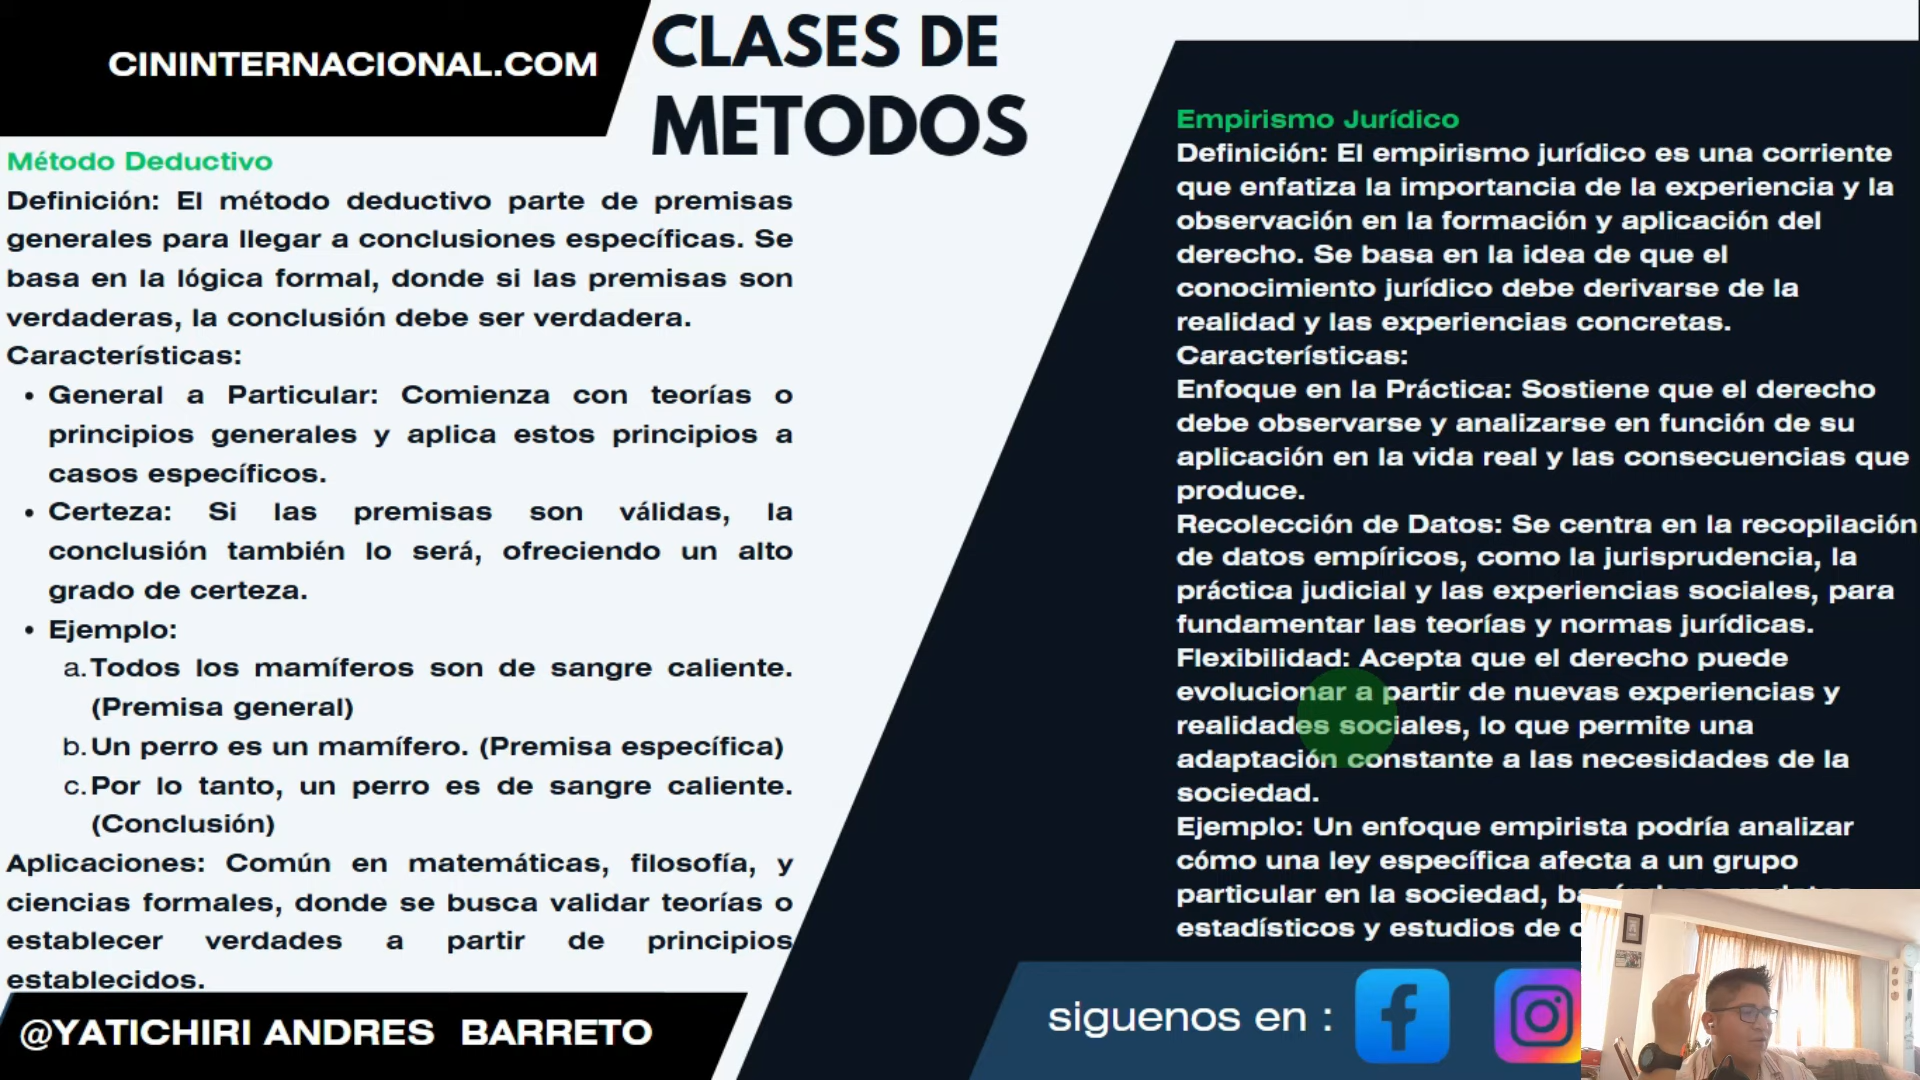 CININTERNACIONAL.COM
CLASES DE
METODOS
Método Deductivo
Definición: El método deductivo parte de premisas
generales para llegar a conclusiones específicas. Se
basa en la lógica formal, donde si las premisas son
verdaderas, la conclusión debe ser verdadera.
Características:
• General a Particular: Comienza con teorías o
principios generales y aplica estos principios a
casos específicos.
• Certeza: Si las premisas son válidas, la
conclusión también lo será, ofreciendo un alto
grado de certeza.
• Ejemplo:
a. Todos los mamíferos son de sangre caliente.
(Premisa general)
b. Un perro es un mamífero. (Premisa específica)
c. Por lo tanto, un perro es de sangre caliente.
(Conclusión)
Aplicaciones: Común en matemáticas, filosofía, y
ciencias formales, donde se busca validar teorías o
establecer verdades a partir de principios
establecidos.
@YATICHIRI ANDRES BARRETO
Empirismo Jurídico
Definición: El empirismo jurídico es una corriente
que enfatiza la importancia de la experiencia y la
observación en la formación y aplicación del
derecho. Se basa en la idea de que el
conocimiento jurídico debe derivarse de la
realidad y las experiencias concretas.
Características:
Enfoque en la Práctica: Sostiene que el derecho
debe observarse y analizarse en función de su
aplicación en la vida real y las consecuencias que
produce.
Recolección de Datos: Se centra en la recopilación
de datos empíricos, como la jurisprudencia, la
práctica judicial y las experiencias sociales, para
fundamentar las teorías y normas jurídicas.
Flexibilidad: Acepta que el derecho puede
evolucionar a partir de nuevas experiencias y
realidades sociales, lo que permite una
adaptación constante a las necesidades de la
sociedad.
Ejemplo: Un enfoque empirista podría analizar
cómo una ley específica afecta a un grupo
particular en la sociedad,
estadísticos y estudios de
siguenos en :